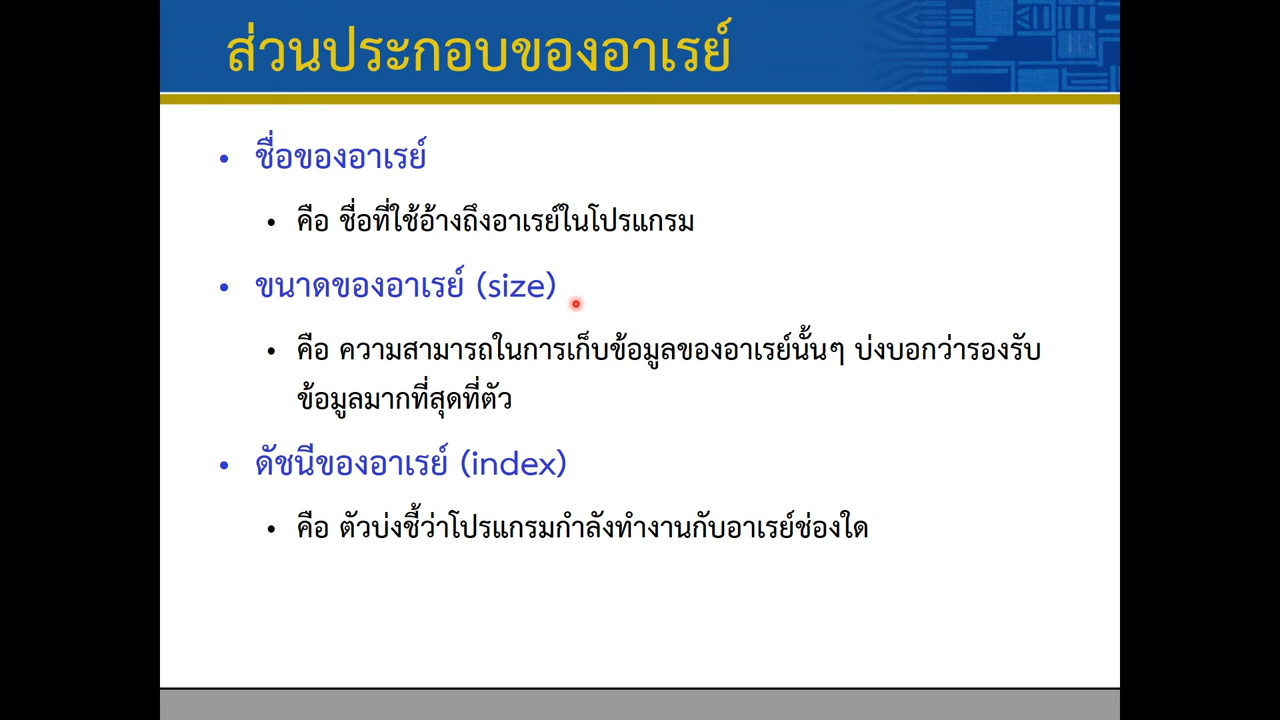 ส่วนประกอบของอาเรย์
• ชื่อของอาเรย์
• คือ ชื่อที่ใช้อ้างถึงอาเรย์ในโปรแกรม
• ขนาดของอาเรย์ (size)
• คือ ความสามารถในการเก็บข้อมูลของอาเรย์นั้นๆ บ่งบอกว่ารองรับ
ข้อมูลมากที่สุดที่ตัว
• ดัชนีของอาเรย์ (index)
• คือ ตัวบ่งชี้ว่าโปรแกรมกำลังทำงานกับอาเรย์ช่องใด